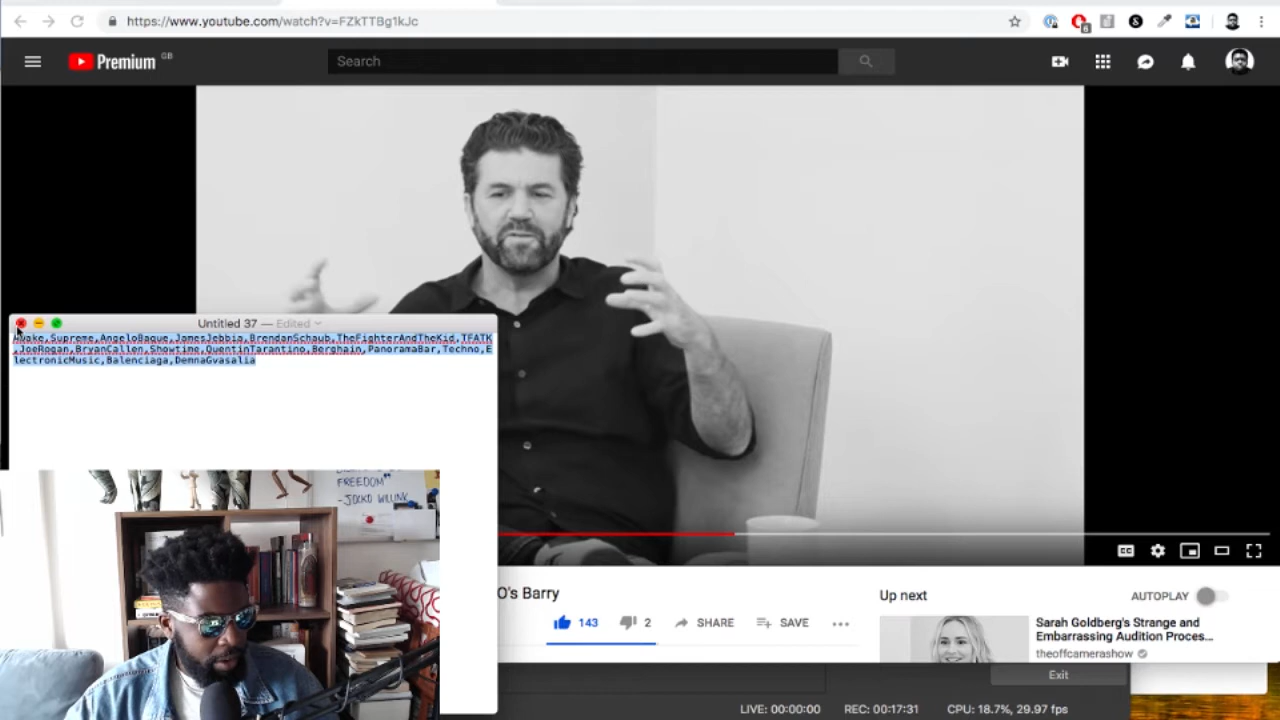 https://www.youtube.com/watch?v=FZkTTBg1kJc
Premium GB
Search
Untitled 37 — Edited
Awake,Supreme,AngeloBaque,JamesJebbia,BrendanSchaub,TheFighterAndTheKid,TFATK
,JoeRogan,BryanCallen,Showtime,QuentinTarantino,Berghain,PanoramaBar,Techno,E
lectronicMusic,Balenciaga,DemnaGvasalia
FREEDOM"
-JOCKO WILLINK
O's Barry
143 2 SHARE SAVE
Up next
AUTOPLAY
Sarah Goldberg's Strange and
Embarrassing Audition Proces...
theoffcamerashow
Exit
LIVE: 00:00:00 REC: 00:17:31 CPU: 18.7%, 29.97 fps